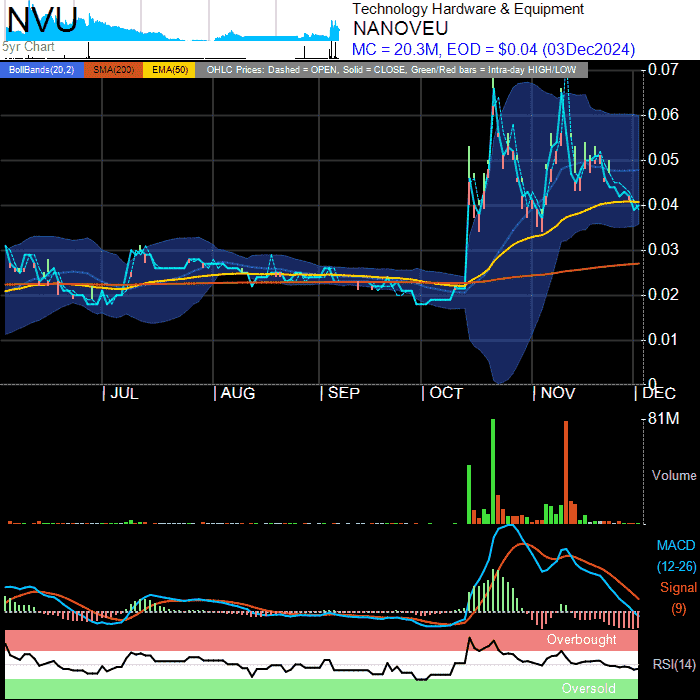 NVU
5yr Chart
Technology Hardware & Equipment
NANOVEU
MC = 20.3M, EOD = $0.04 (03Dec2024)
BollBands(20,2) SMA(200) EMA(50) OHLC Prices: Dashed = OPEN, Solid = CLOSE, Green/Red bars = Intra-day HIGH/LOW
0.07
0.06
0.05
0.04
0.03
0.02
0.01
0
JUL AUG SEP OCT NOV DEC
81M
Volume
MACD
(12-26)
Signal
(9)
Overbought
RSI(14)
Oversold